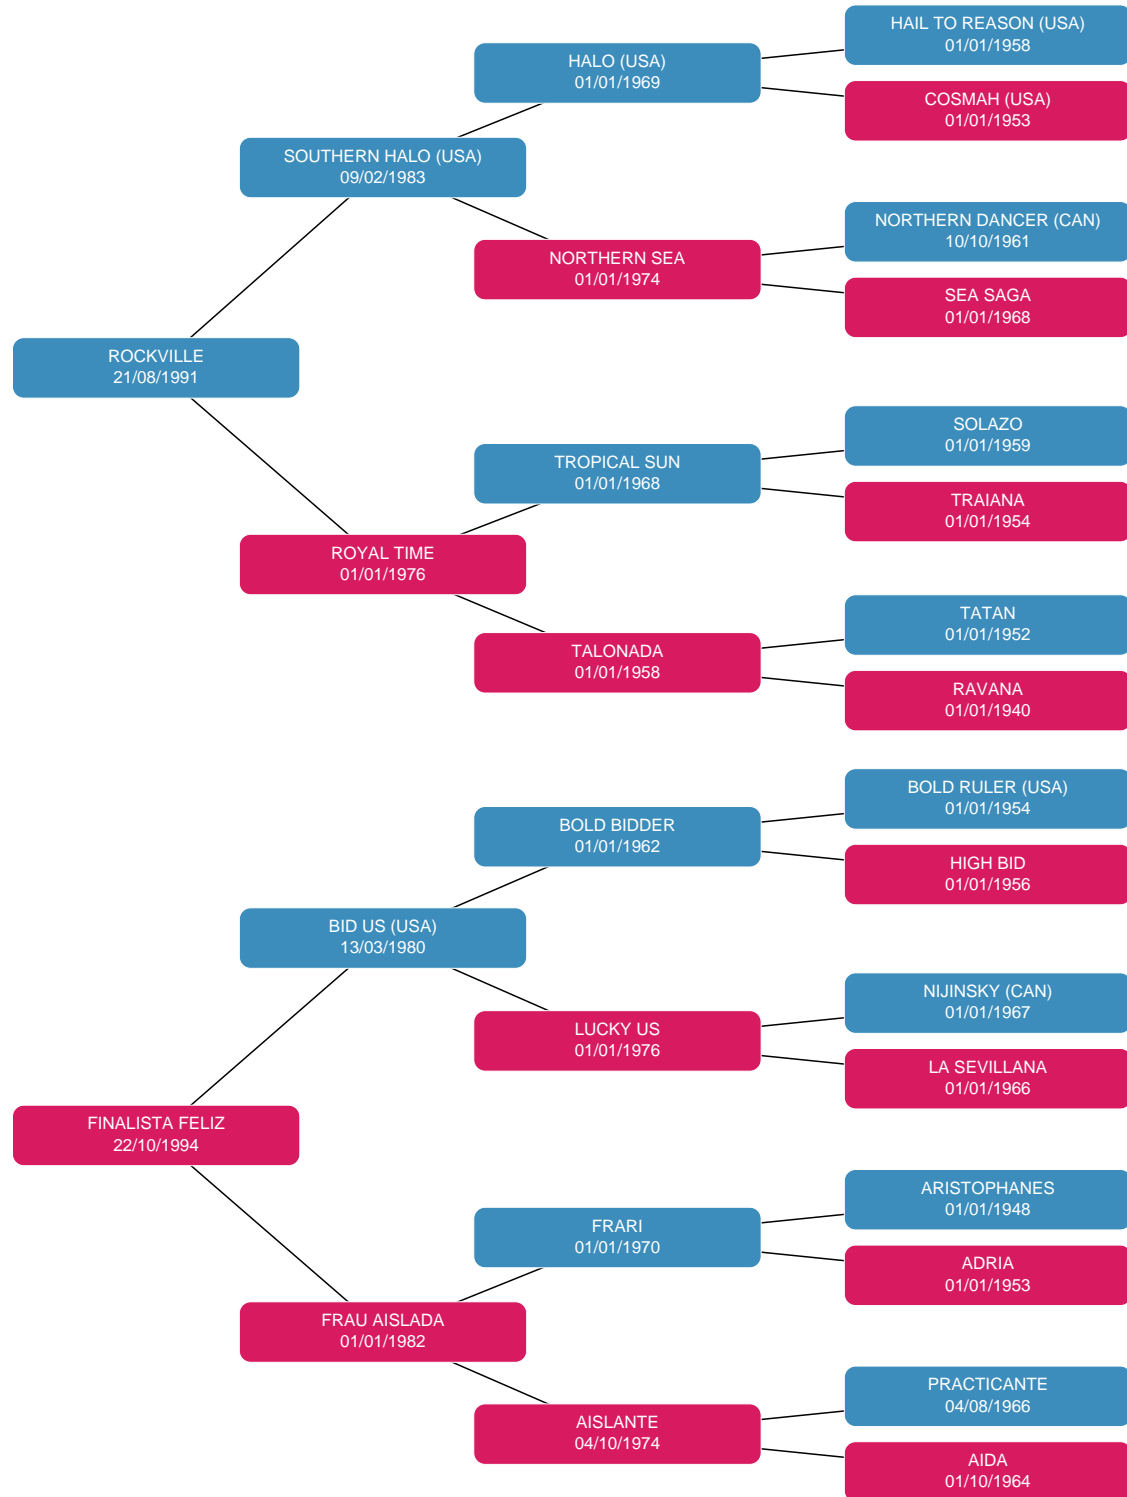 HAIL TO REASON (USA)
01/01/1958
HALO (USA)
01/01/1969
COSMAH (USA)
01/01/1953
SOUTHERN HALO (USA)
09/02/1983
NORTHERN DANCER (CAN)
10/10/1961
NORTHERN SEA
01/01/1974
SEA SAGA
01/01/1968
ROCKVILLE
21/08/1991
SOLAZO
01/01/1959
TROPICAL SUN
01/01/1968
TRAIANA
01/01/1954
ROYAL TIME
01/01/1976
TATAN
01/01/1952
TALONADA
01/01/1958
RAVANA
01/01/1940
BOLD RULER (USA)
01/01/1954
BOLD BIDDER
01/01/1962
HIGH BID
01/01/1956
BID US (USA)
13/03/1980
NIJINSKY (CAN)
01/01/1967
LUCKY US
01/01/1976
LA SEVILLANA
01/01/1966
FINALISTA FELIZ
22/10/1994
ARISTOPHANES
01/01/1948
FRARI
01/01/1970
ADRIA
01/01/1953
FRAU AISLADA
01/01/1982
PRACTICANTE
04/08/1966
AISLANTE
04/10/1974
AIDA
01/10/1964